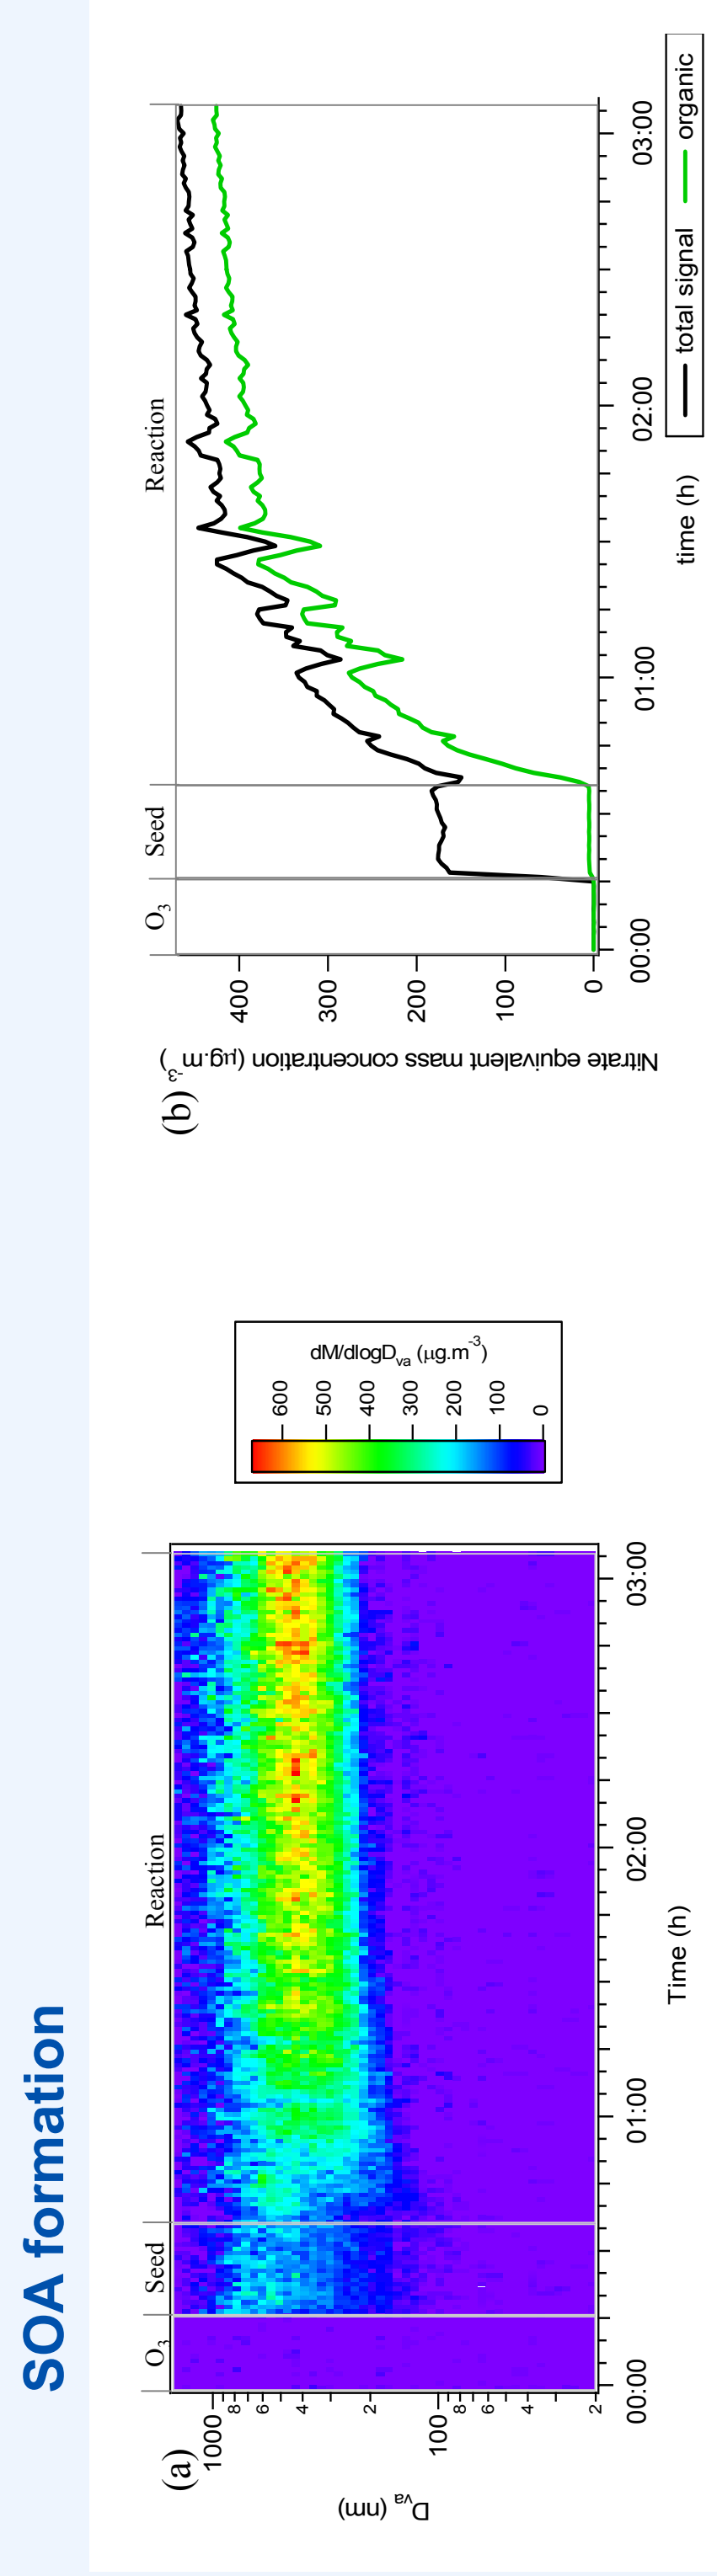 SOA formation
(a)
O3
Seed
Reaction
Dva (nm)
1000
8
6
4
2
100
8
6
4
2
00:00
01:00
02:00
03:00
Time (h)
dM/dlogDva (µg.m-3)
600
500
400
300
200
100
0
(b)
O3
Seed
Reaction
Nitrate equivalent mass concentration (µg.m-3)
400
300
200
100
0
00:00
01:00
02:00
03:00
time (h)
total signal
organic